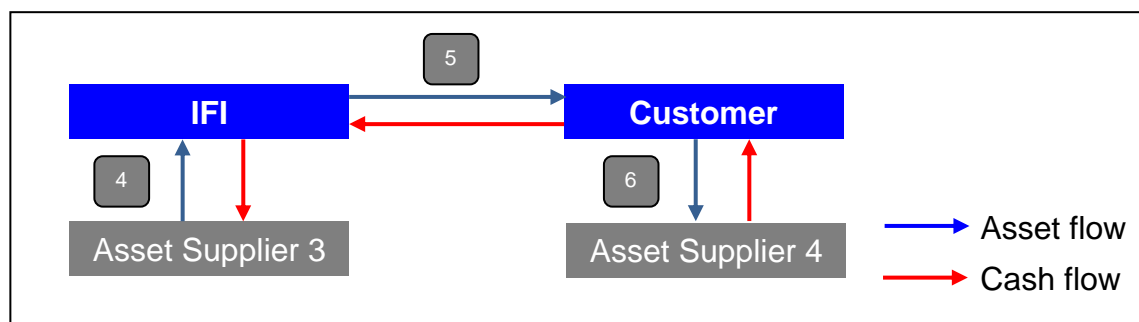 5
IFI
Customer
4
6
Asset Supplier 3
Asset Supplier 4
Asset flow
Cash flow